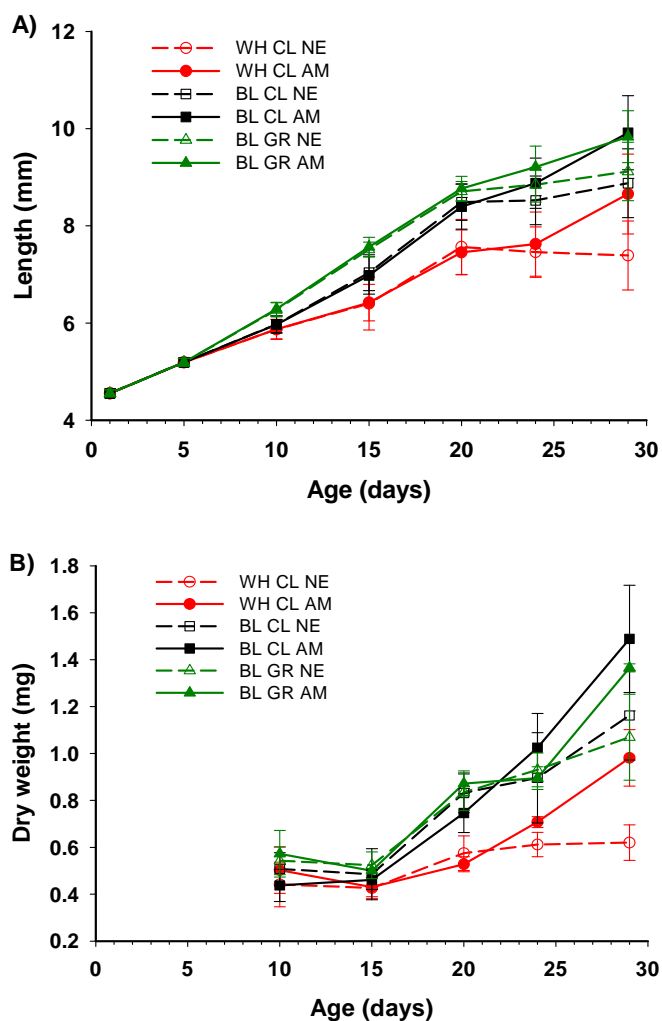 A)
12
10
8
6
4
Length (mm)
WH CL NE
WH CL AM
BL CL NE
BL CL AM
BL GR NE
BL GR AM
0 5 10 15 20 25 30
Age (days)
B)
1.8
1.6
1.4
1.2
1.0
0.8
0.6
0.4
0.2
Dry weight (mg)
WH CL NE
WH CL AM
BL CL NE
BL CL AM
BL GR NE
BL GR AM
0 5 10 15 20 25 30
Age (days)